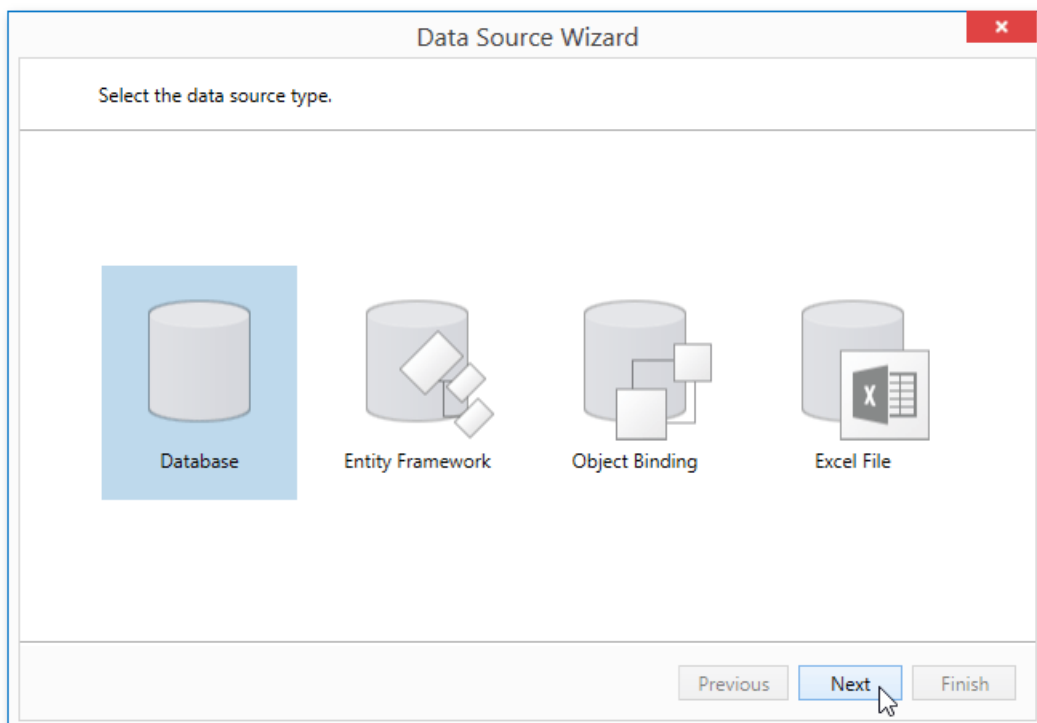 Data Source Wizard
Select the data source type.
X
Database Entity Framework Object Binding Excel File
Previous Next Finish